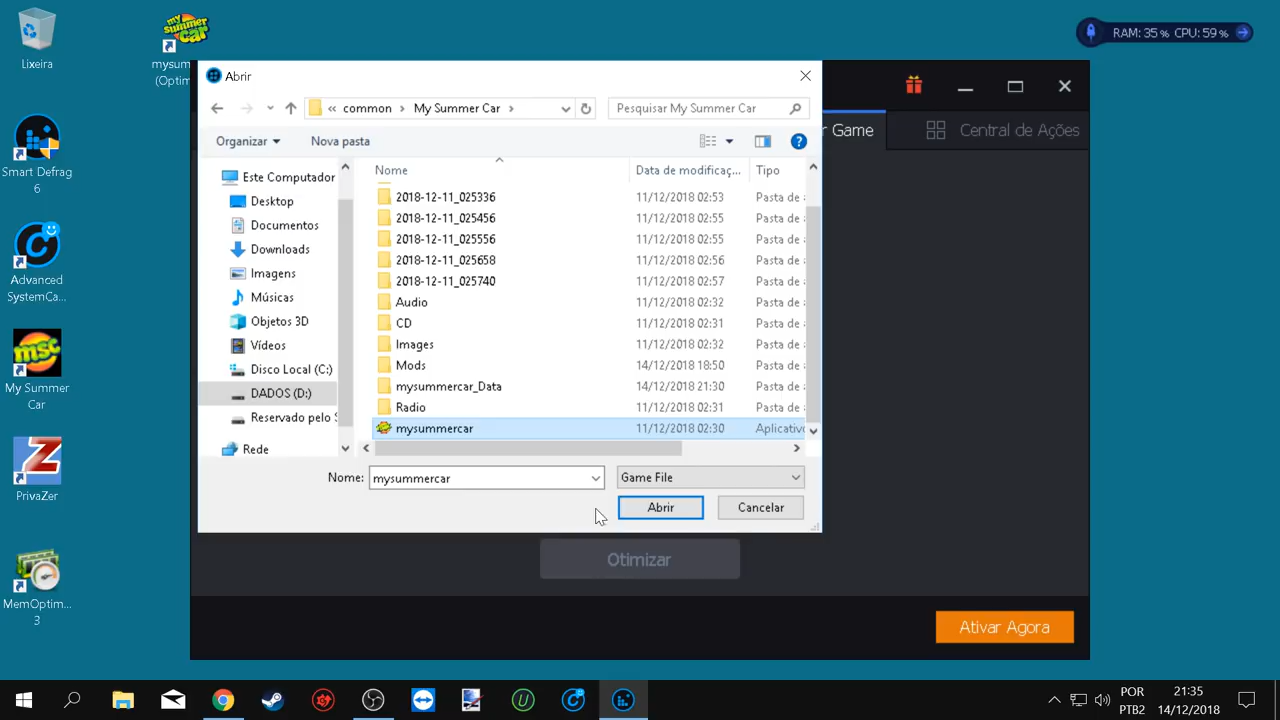 Lixeira
my summer car
mysum
(Optim
Smart Defrag
6
Advanced
SystemCa...
msc
My Summer
Car
PrivaZer
MemOptim...
3
RAM: 35 % CPU: 59 %
Abrir
« common > My Summer Car >
Pesquisar My Summer Car
Organizar
Nova pasta
r Game
Central de Ações
Este Computador
Desktop
Documentos
Downloads
Imagens
Músicas
Objetos 3D
Vídeos
Disco Local (C:)
DADOS (D:)
Reservado pelo S
Rede
Nome Data de modificaç... Tipo
2018-12-11_025336 11/12/2018 02:53 Pasta de a
2018-12-11_025456 11/12/2018 02:55 Pasta de a
2018-12-11_025556 11/12/2018 02:55 Pasta de a
2018-12-11_025658 11/12/2018 02:56 Pasta de a
2018-12-11_025740 11/12/2018 02:57 Pasta de a
Audio 11/12/2018 02:32 Pasta de a
CD 11/12/2018 02:31 Pasta de a
Images 11/12/2018 02:32 Pasta de a
Mods 14/12/2018 18:50 Pasta de a
mysummercar_Data 14/12/2018 21:30 Pasta de a
Radio 11/12/2018 02:31 Pasta de a
mysummercar 11/12/2018 02:30 Aplicativo
Nome: mysummercar
Game File
Abrir
Cancelar
Otimizar
Ativar Agora
POR
PTB2
21:35
14/12/2018